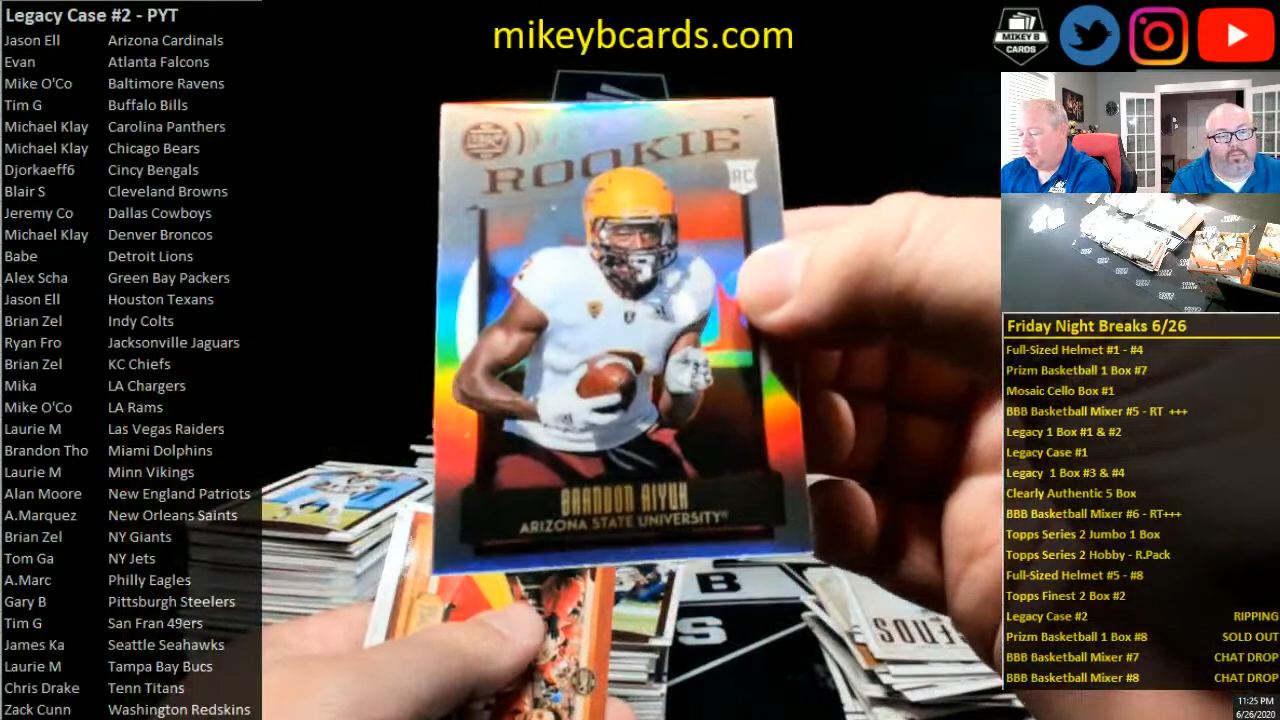 Legacy Case #2 - PYT
Jason Ell Arizona Cardinals
Evan Atlanta Falcons
Mike O'Co Baltimore Ravens
Tim G Buffalo Bills
Michael Klay Carolina Panthers
Michael Klay Chicago Bears
Djorkaeff6 Cincy Bengals
Blair S Cleveland Browns
Jeremy Co Dallas Cowboys
Michael Klay Denver Broncos
Babe Detroit Lions
Alex Scha Green Bay Packers
Jason Ell Houston Texans
Brian Zel Indy Colts
Ryan Fro Jacksonville Jaguars
Brian Zel KC Chiefs
Mika LA Chargers
Mike O'Co LA Rams
Laurie M Las Vegas Raiders
Brandon Tho Miami Dolphins
Laurie M Minn Vikings
Alan Moore New England Patriots
A.Marquez New Orleans Saints
Brian Zel NY Giants
Tom Ga NY Jets
A.Marc Philly Eagles
Gary B Pittsburgh Steelers
Tim G San Fran 49ers
James Ka Seattle Seahawks
Laurie M Tampa Bay Bucs
Chris Drake Tenn Titans
Zack Cunn Washington Redskins
mikeybcards.com
ROOKIE
RC
BRANDON AIYUK
ARIZONA STATE UNIVERSITY®
B
S
MIKEY B
CARDS
Friday Night Breaks 6/26
Full-Sized Helmet #1 - #4
Prizm Basketball 1 Box #7
Mosaic Cello Box #1
BBB Basketball Mixer #5 - RT +++
Legacy 1 Box #1 & #2
Legacy Case #1
Legacy 1 Box #3 & #4
Clearly Authentic 5 Box
BBB Basketball Mixer #6 - RT+++
Topps Series 2 Jumbo 1 Box
Topps Series 2 Hobby - R.Pack
Full-Sized Helmet #5 - #8
Topps Finest 2 Box #2
Legacy Case #2 RIPPING
Prizm Basketball 1 Box #8 SOLD OUT
BBB Basketball Mixer #7 CHAT DROP
BBB Basketball Mixer #8 CHAT DROP
11:25 PM
6/26/2020